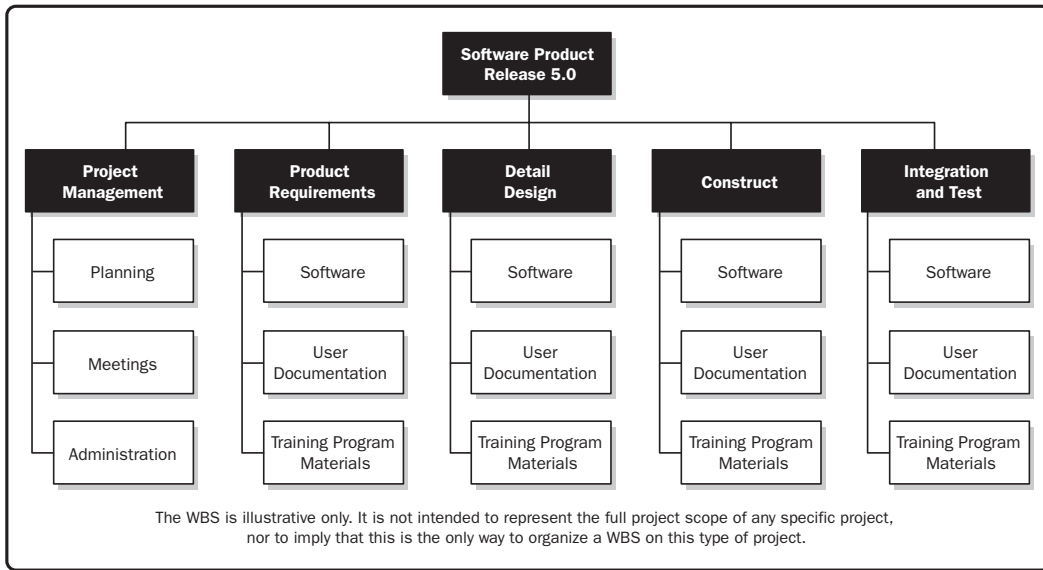 Software Product
Release 5.0
Project
Management
Product
Requirements
Detail
Design
Construct
Integration
and Test
Planning
Software
Software
Software
Software
Meetings
User
Documentation
User
Documentation
User
Documentation
User
Documentation
Administration
Training Program
Materials
Training Program
Materials
Training Program
Materials
Training Program
Materials
The WBS is illustrative only. It is not intended to represent the full project scope of any specific project,
nor to imply that this is the only way to organize a WBS on this type of project.